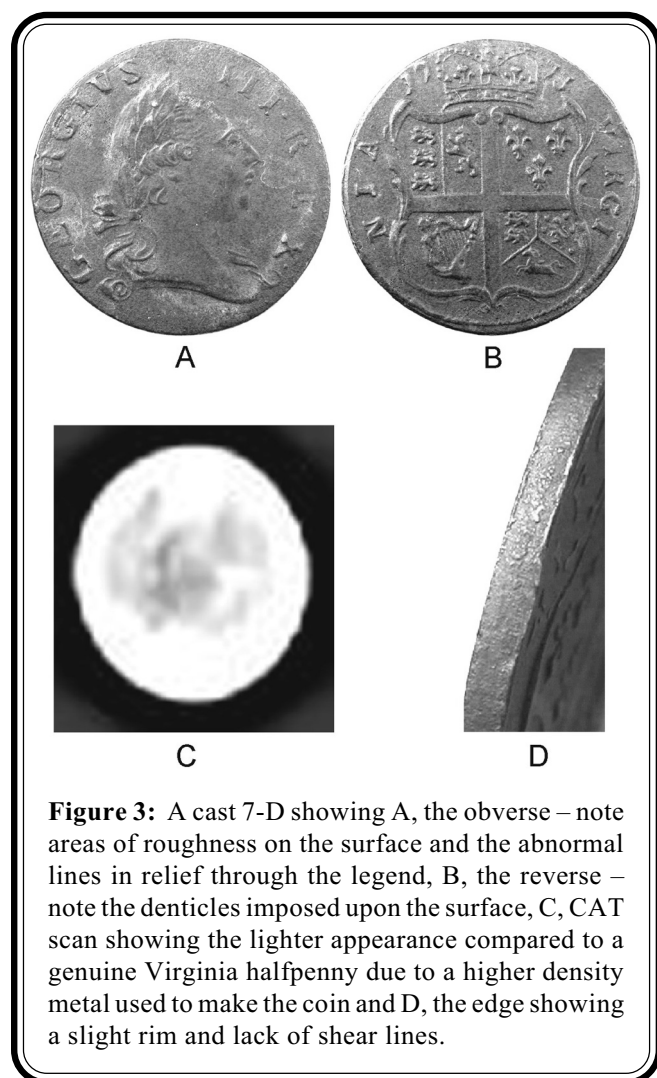 GEORGIVS III·REX·
17
VIRGI
NIA
A
B
C
D
Figure 3: A cast 7-D showing A, the obverse – note
areas of roughness on the surface and the abnormal
lines in relief through the legend, B, the reverse –
note the denticles imposed upon the surface, C, CAT
scan showing the lighter appearance compared to a
genuine Virginia halfpenny due to a higher density
metal used to make the coin and D, the edge showing
a slight rim and lack of shear lines.